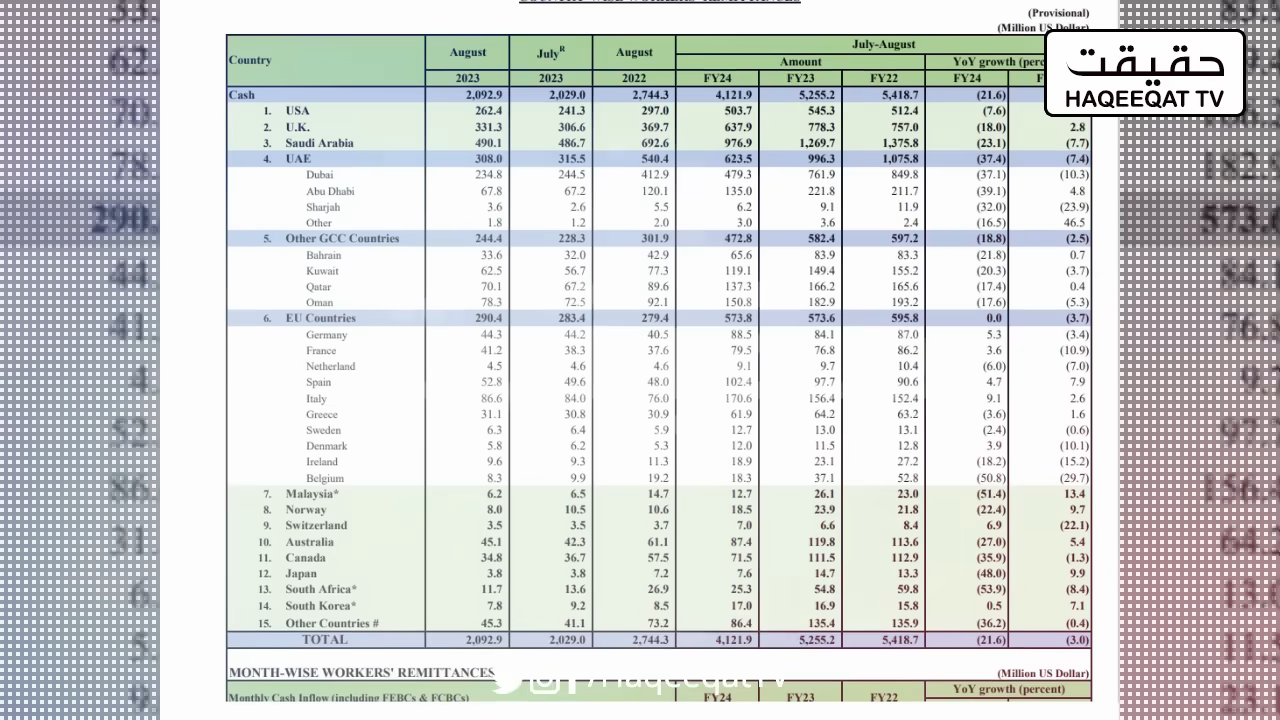 COUNTRY-WISE WORKERS' REMITTANCES
(Provisional)
(Million US Dollar)
حقيقت
HAQEEQAT TV
Country August July^R August July-August
Amount YoY growth (perc
2023 2023 2022 FY24 FY23 FY22 FY24 F
Cash 2,092.9 2,029.0 2,744.3 4,121.9 5,255.2 5,418.7 (21.6)
1. USA 262.4 241.3 297.0 503.7 545.3 512.4 (7.6)
2. U.K. 331.3 306.6 369.7 637.9 778.3 757.0 (18.0) 2.8
3. Saudi Arabia 490.1 486.7 692.6 976.9 1,269.7 1,375.8 (23.1) (7.7)
4. UAE 308.0 315.5 540.4 623.5 996.3 1,075.8 (37.4) (7.4)
Dubai 234.8 244.5 412.9 479.3 761.9 849.8 (37.1) (10.3)
Abu Dhabi 67.8 67.2 120.1 135.0 221.8 211.7 (39.1) 4.8
Sharjah 3.6 2.6 5.5 6.2 9.1 11.9 (32.0) (23.9)
Other 1.8 1.2 2.0 3.0 3.6 2.4 (16.5) 46.5
5. Other GCC Countries 244.4 228.3 301.9 472.8 582.4 597.2 (18.8) (2.5)
Bahrain 33.6 32.0 42.9 65.6 83.9 83.3 (21.8) 0.7
Kuwait 62.5 56.7 77.3 119.1 149.4 155.2 (20.3) (3.7)
Qatar 70.1 67.2 89.6 137.3 166.2 165.6 (17.4) 0.4
Oman 78.3 72.5 92.1 150.8 182.9 193.2 (17.6) (5.3)
6. EU Countries 290.4 283.4 279.4 573.8 573.6 595.8 0.0 (3.7)
Germany 44.3 44.2 40.5 88.5 84.1 87.0 5.3 (3.4)
France 41.2 38.3 37.6 79.5 76.8 86.2 3.6 (10.9)
Netherland 4.5 4.6 4.6 9.1 9.7 10.4 (6.0) (7.0)
Spain 52.8 49.6 48.0 102.4 97.7 90.6 4.7 7.9
Italy 86.6 84.0 76.0 170.6 156.4 152.4 9.1 2.6
Greece 31.1 30.8 30.9 61.9 64.2 63.2 (3.6) 1.6
Sweden 6.3 6.4 5.9 12.7 13.0 13.1 (2.4) (0.6)
Denmark 5.8 6.2 5.3 12.0 11.5 12.8 3.9 (10.1)
Ireland 9.6 9.3 11.3 18.9 23.1 27.2 (18.2) (15.2)
Belgium 8.3 9.9 19.2 18.3 37.1 52.8 (50.8) (29.7)
7. Malaysia* 6.2 6.5 14.7 12.7 26.1 23.0 (51.4) 13.4
8. Norway 8.0 10.5 10.6 18.5 23.9 21.8 (22.4) 9.7
9. Switzerland 3.5 3.5 3.7 7.0 6.6 8.4 6.9 (22.1)
10. Australia 45.1 42.3 61.1 87.4 119.8 113.6 (27.0) 5.4
11. Canada 34.8 36.7 57.5 71.5 111.5 112.9 (35.9) (1.3)
12. Japan 3.8 3.8 7.2 7.6 14.7 13.3 (48.0) 9.9
13. South Africa* 11.7 13.6 26.9 25.3 54.8 59.8 (53.9) (8.4)
14. South Korea* 7.8 9.2 8.5 17.0 16.9 15.8 0.5 7.1
15. Other Countries # 45.3 41.1 73.2 86.4 135.4 135.9 (36.2) (0.4)
TOTAL 2,092.9 2,029.0 2,744.3 4,121.9 5,255.2 5,418.7 (21.6) (3.0)
MONTH-WISE WORKERS' REMITTANCES (Million US Dollar)
/HaqeeqatTV
Monthly Cash Inflow (including FEBCs & FCBCs) FY24 FY23 FY22 YoY growth (percent)